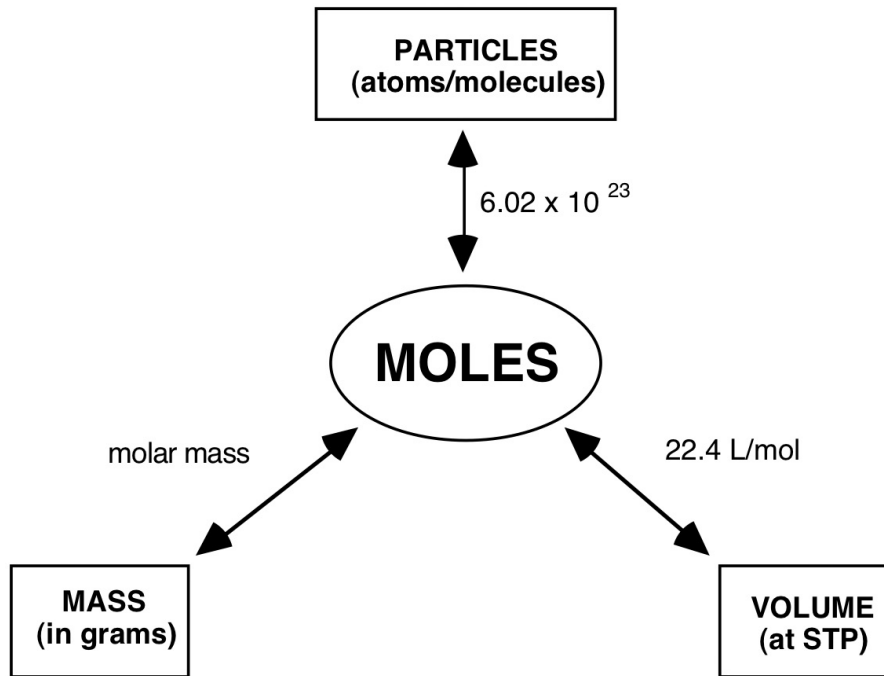 PARTICLES
(atoms/molecules)
6.02 x 10 23
MOLES
molar mass
22.4 L/mol
MASS
(in grams)
VOLUME
(at STP)